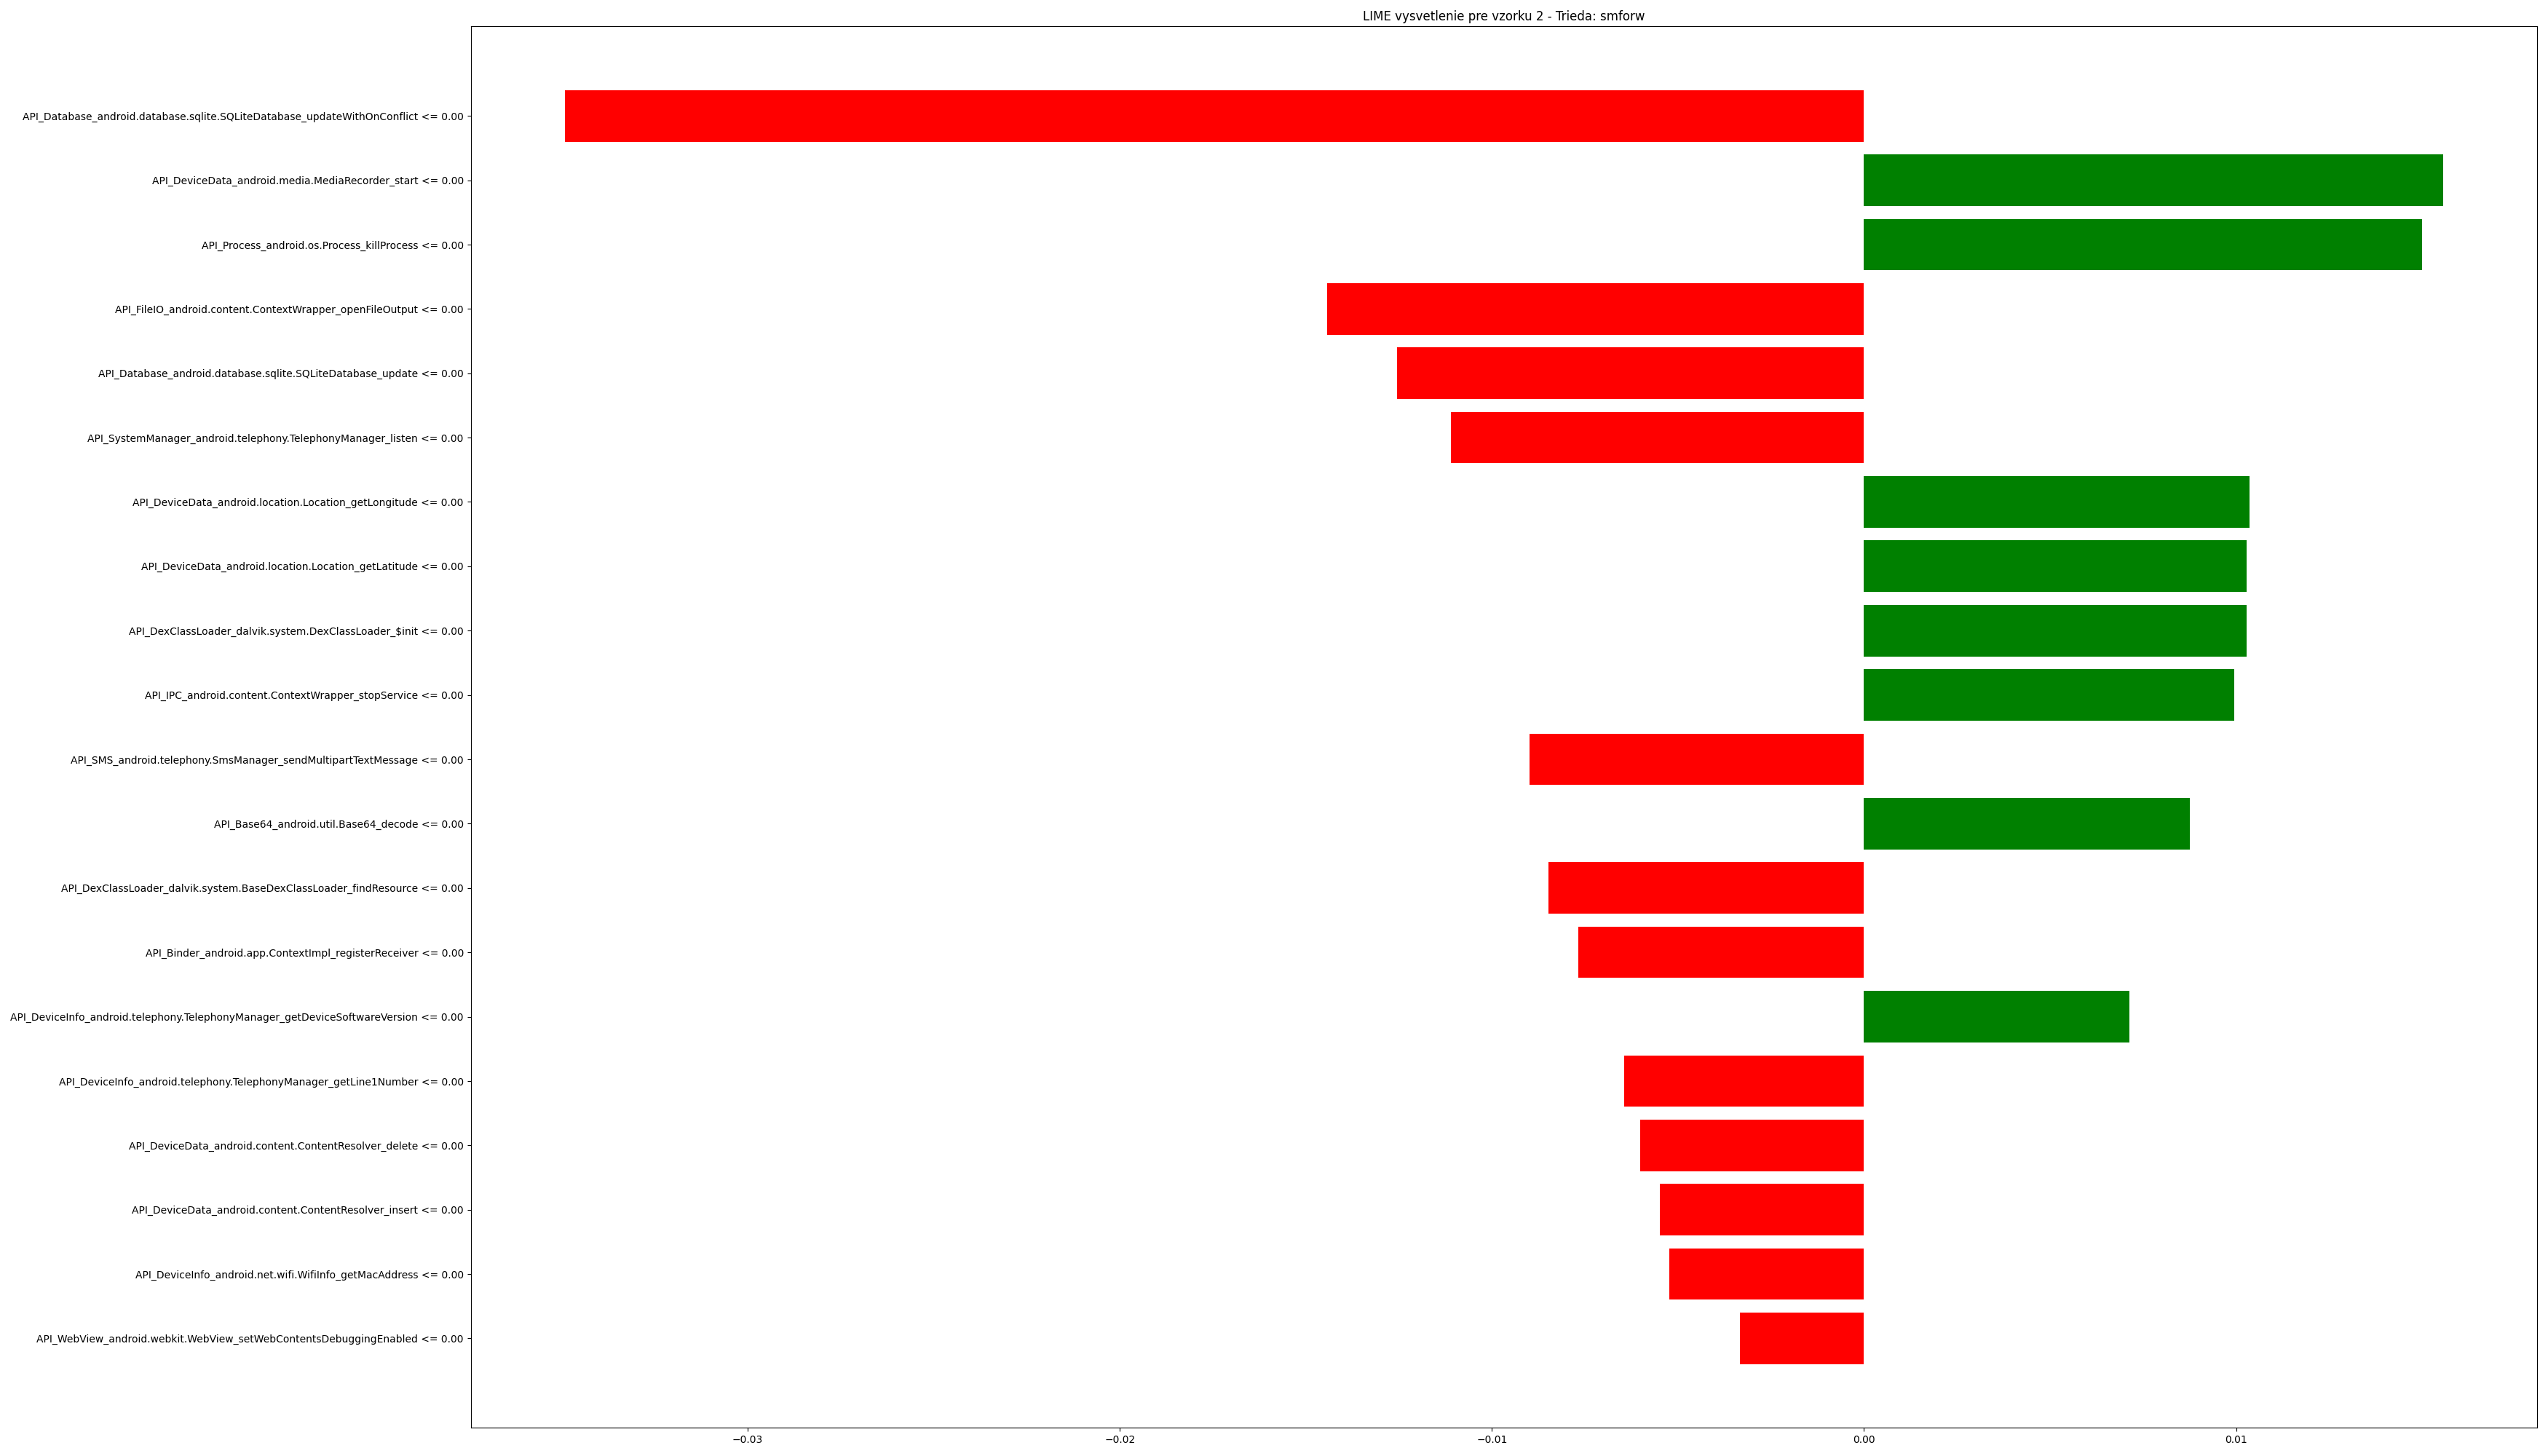 LIME vysvetlenie pre vzorku 2 - Trieda: smforw
API_Database_android.database.sqlite.SQLiteDatabase_updateWithOnConflict <= 0.00
API_DeviceData_android.media.MediaRecorder_start <= 0.00
API_Process_android.os.Process_killProcess <= 0.00
API_FileIO_android.content.ContextWrapper_openFileOutput <= 0.00
API_Database_android.database.sqlite.SQLiteDatabase_update <= 0.00
API_SystemManager_android.telephony.TelephonyManager_listen <= 0.00
API_DeviceData_android.location.Location_getLongitude <= 0.00
API_DeviceData_android.location.Location_getLatitude <= 0.00
API_DexClassLoader_dalvik.system.DexClassLoader_$init <= 0.00
API_IPC_android.content.ContextWrapper_stopService <= 0.00
API_SMS_android.telephony.SmsManager_sendMultipartTextMessage <= 0.00
API_Base64_android.util.Base64_decode <= 0.00
API_DexClassLoader_dalvik.system.BaseDexClassLoader_findResource <= 0.00
API_Binder_android.app.ContextImpl_registerReceiver <= 0.00
API_DeviceInfo_android.telephony.TelephonyManager_getDeviceSoftwareVersion <= 0.00
API_DeviceInfo_android.telephony.TelephonyManager_getLine1Number <= 0.00
API_DeviceData_android.content.ContentResolver_delete <= 0.00
API_DeviceData_android.content.ContentResolver_insert <= 0.00
API_DeviceInfo_android.net.wifi.WifiInfo_getMacAddress <= 0.00
API_WebView_android.webkit.WebView_setWebContentsDebuggingEnabled <= 0.00
−0.03 −0.02 −0.01 0.00 0.01